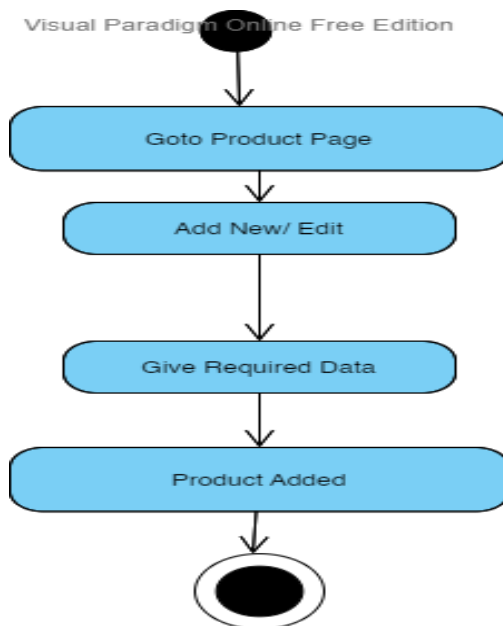 Visual Paradigm Online Free Edition
Goto Product Page
Add New/ Edit
Give Required Data
Product Added